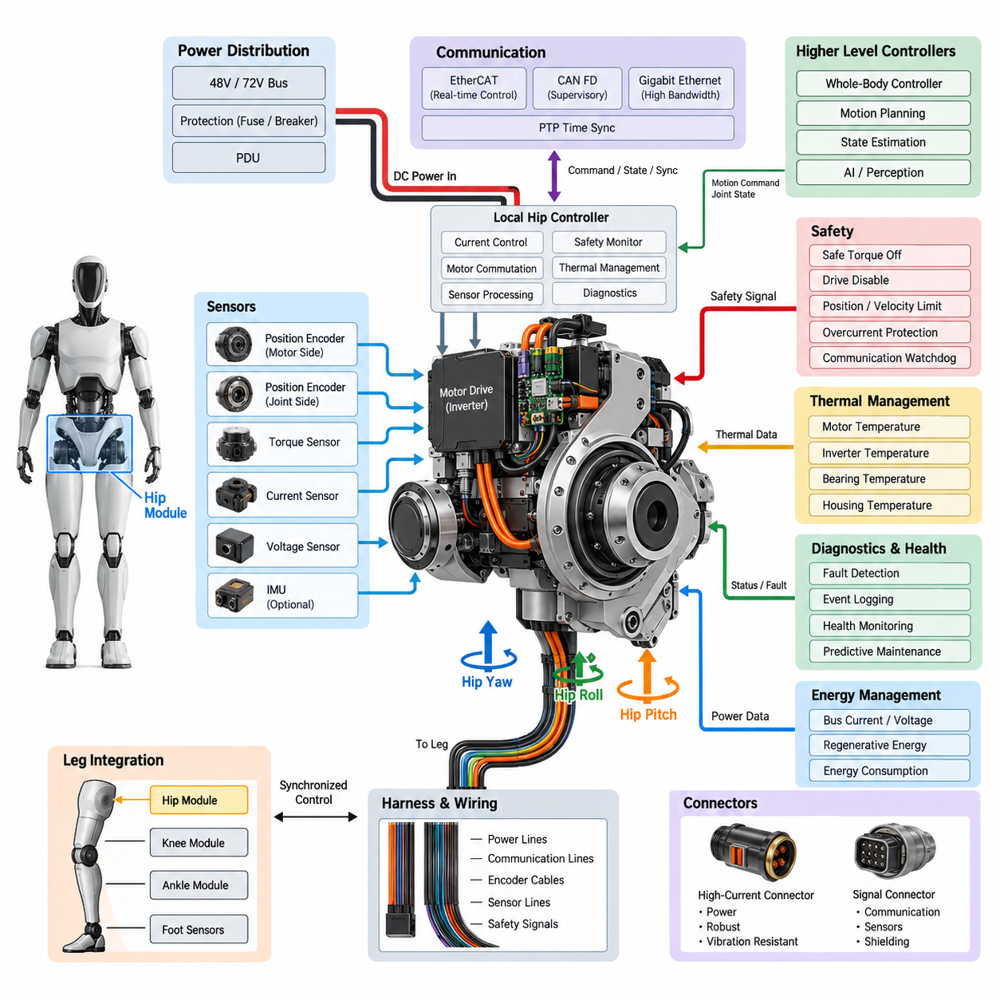 Power Distribution
48V / 72V Bus
Protection (Fuse / Breaker)
PDU
DC Power In
Communication
EtherCAT
(Real-time Control)
CAN FD
(Supervisory)
Gigabit Ethernet
(High Bandwidth)
PTP Time Sync
Command / State / Sync
Higher Level Controllers
Whole-Body Controller
Motion Planning
State Estimation
AI / Perception
Motion Command
Joint State
Local Hip Controller
Current Control
Safety Monitor
Motor Commutation
Thermal Management
Sensor Processing
Diagnostics
Safety
Safe Torque Off
Drive Disable
Position / Velocity Limit
Overcurrent Protection
Communication Watchdog
Safety Signal
Sensors
Position Encoder
(Motor Side)
Position Encoder
(Joint Side)
Torque Sensor
Current Sensor
Voltage Sensor
IMU
(Optional)
Motor Drive
(Inverter)
Hip
Module
Thermal Management
Motor Temperature
Inverter Temperature
Bearing Temperature
Housing Temperature
Thermal Data
Diagnostics & Health
Fault Detection
Event Logging
Health Monitoring
Predictive Maintenance
Status / Fault
Hip Yaw
Hip Roll
Hip Pitch
Energy Management
Bus Current / Voltage
Regenerative Energy
Energy Consumption
Power Data
To Leg
Leg Integration
Hip Module
Knee Module
Ankle Module
Foot Sensors
Synchronized
Control
Harness & Wiring
Power Lines
Communication Lines
Encoder Cables
Sensor Lines
Safety Signals
Connectors
High-Current Connector
• Power
• Robust
• Vibration Resistant
Signal Connector
• Communication
• Sensors
• Shielding